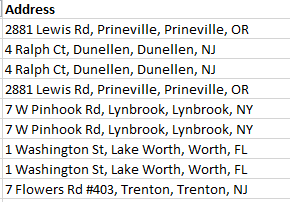 Address
2881 Lewis Rd, Prineville, Prineville, OR
4 Ralph Ct, Dunellen, Dunellen, NJ
4 Ralph Ct, Dunellen, Dunellen, NJ
2881 Lewis Rd, Prineville, Prineville, OR
7 W Pinhook Rd, Lynbrook, Lynbrook, NY
7 W Pinhook Rd, Lynbrook, Lynbrook, NY
1 Washington St, Lake Worth, Worth, FL
1 Washington St, Lake Worth, Worth, FL
7 Flowers Rd #403, Trenton, Trenton, NJ